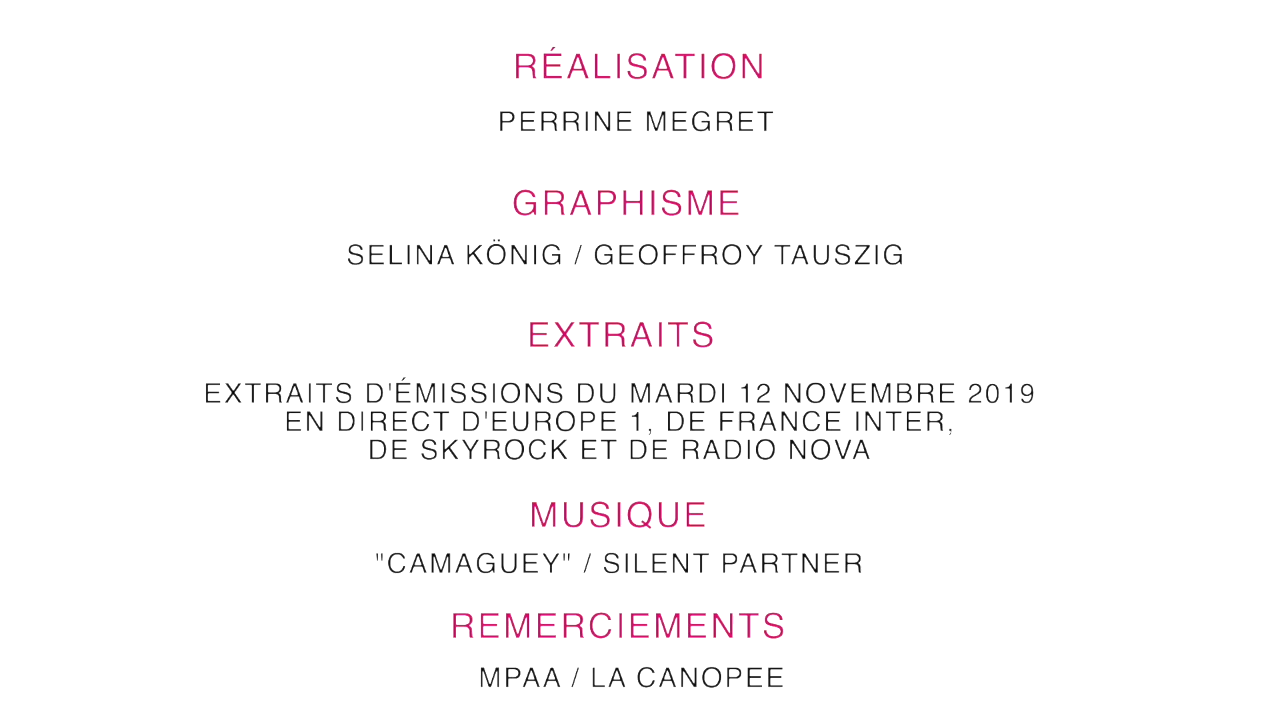 RÉALISATION
PERRINE MEGRET
GRAPHISME
SELINA KÖNIG / GEOFFROY TAUSZIG
EXTRAITS
EXTRAITS D'ÉMISSIONS DU MARDI 12 NOVEMBRE 2019
EN DIRECT D'EUROPE 1, DE FRANCE INTER,
DE SKYROCK ET DE RADIO NOVA
MUSIQUE
"CAMAGUEY" / SILENT PARTNER
REMERCIEMENTS
MPAA / LA CANOPEE